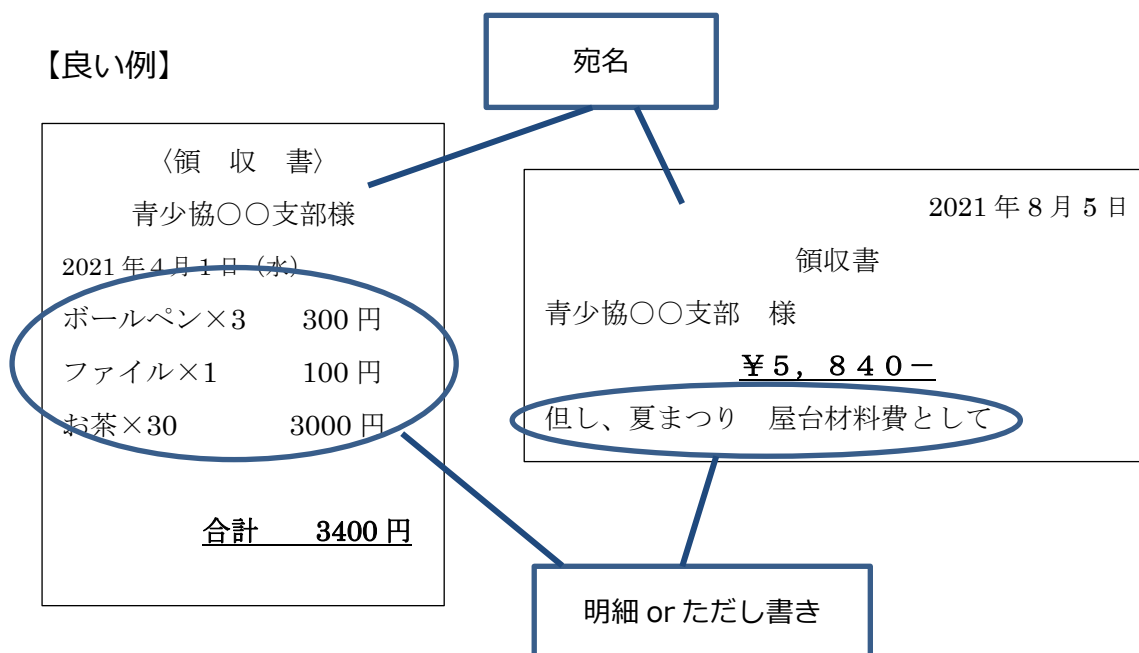 【良い例】
宛名
〈領 収 書〉
青少協○○支部様
2021年4月1日（水）
ボールペン×3 300円
ファイル×1 100円
お茶×30 3000円
合計 3400円
2021年8月5日
領収書
青少協○○支部 様
￥５，８４０－
但し、夏まつり 屋台材料費として
明細 or ただし書き